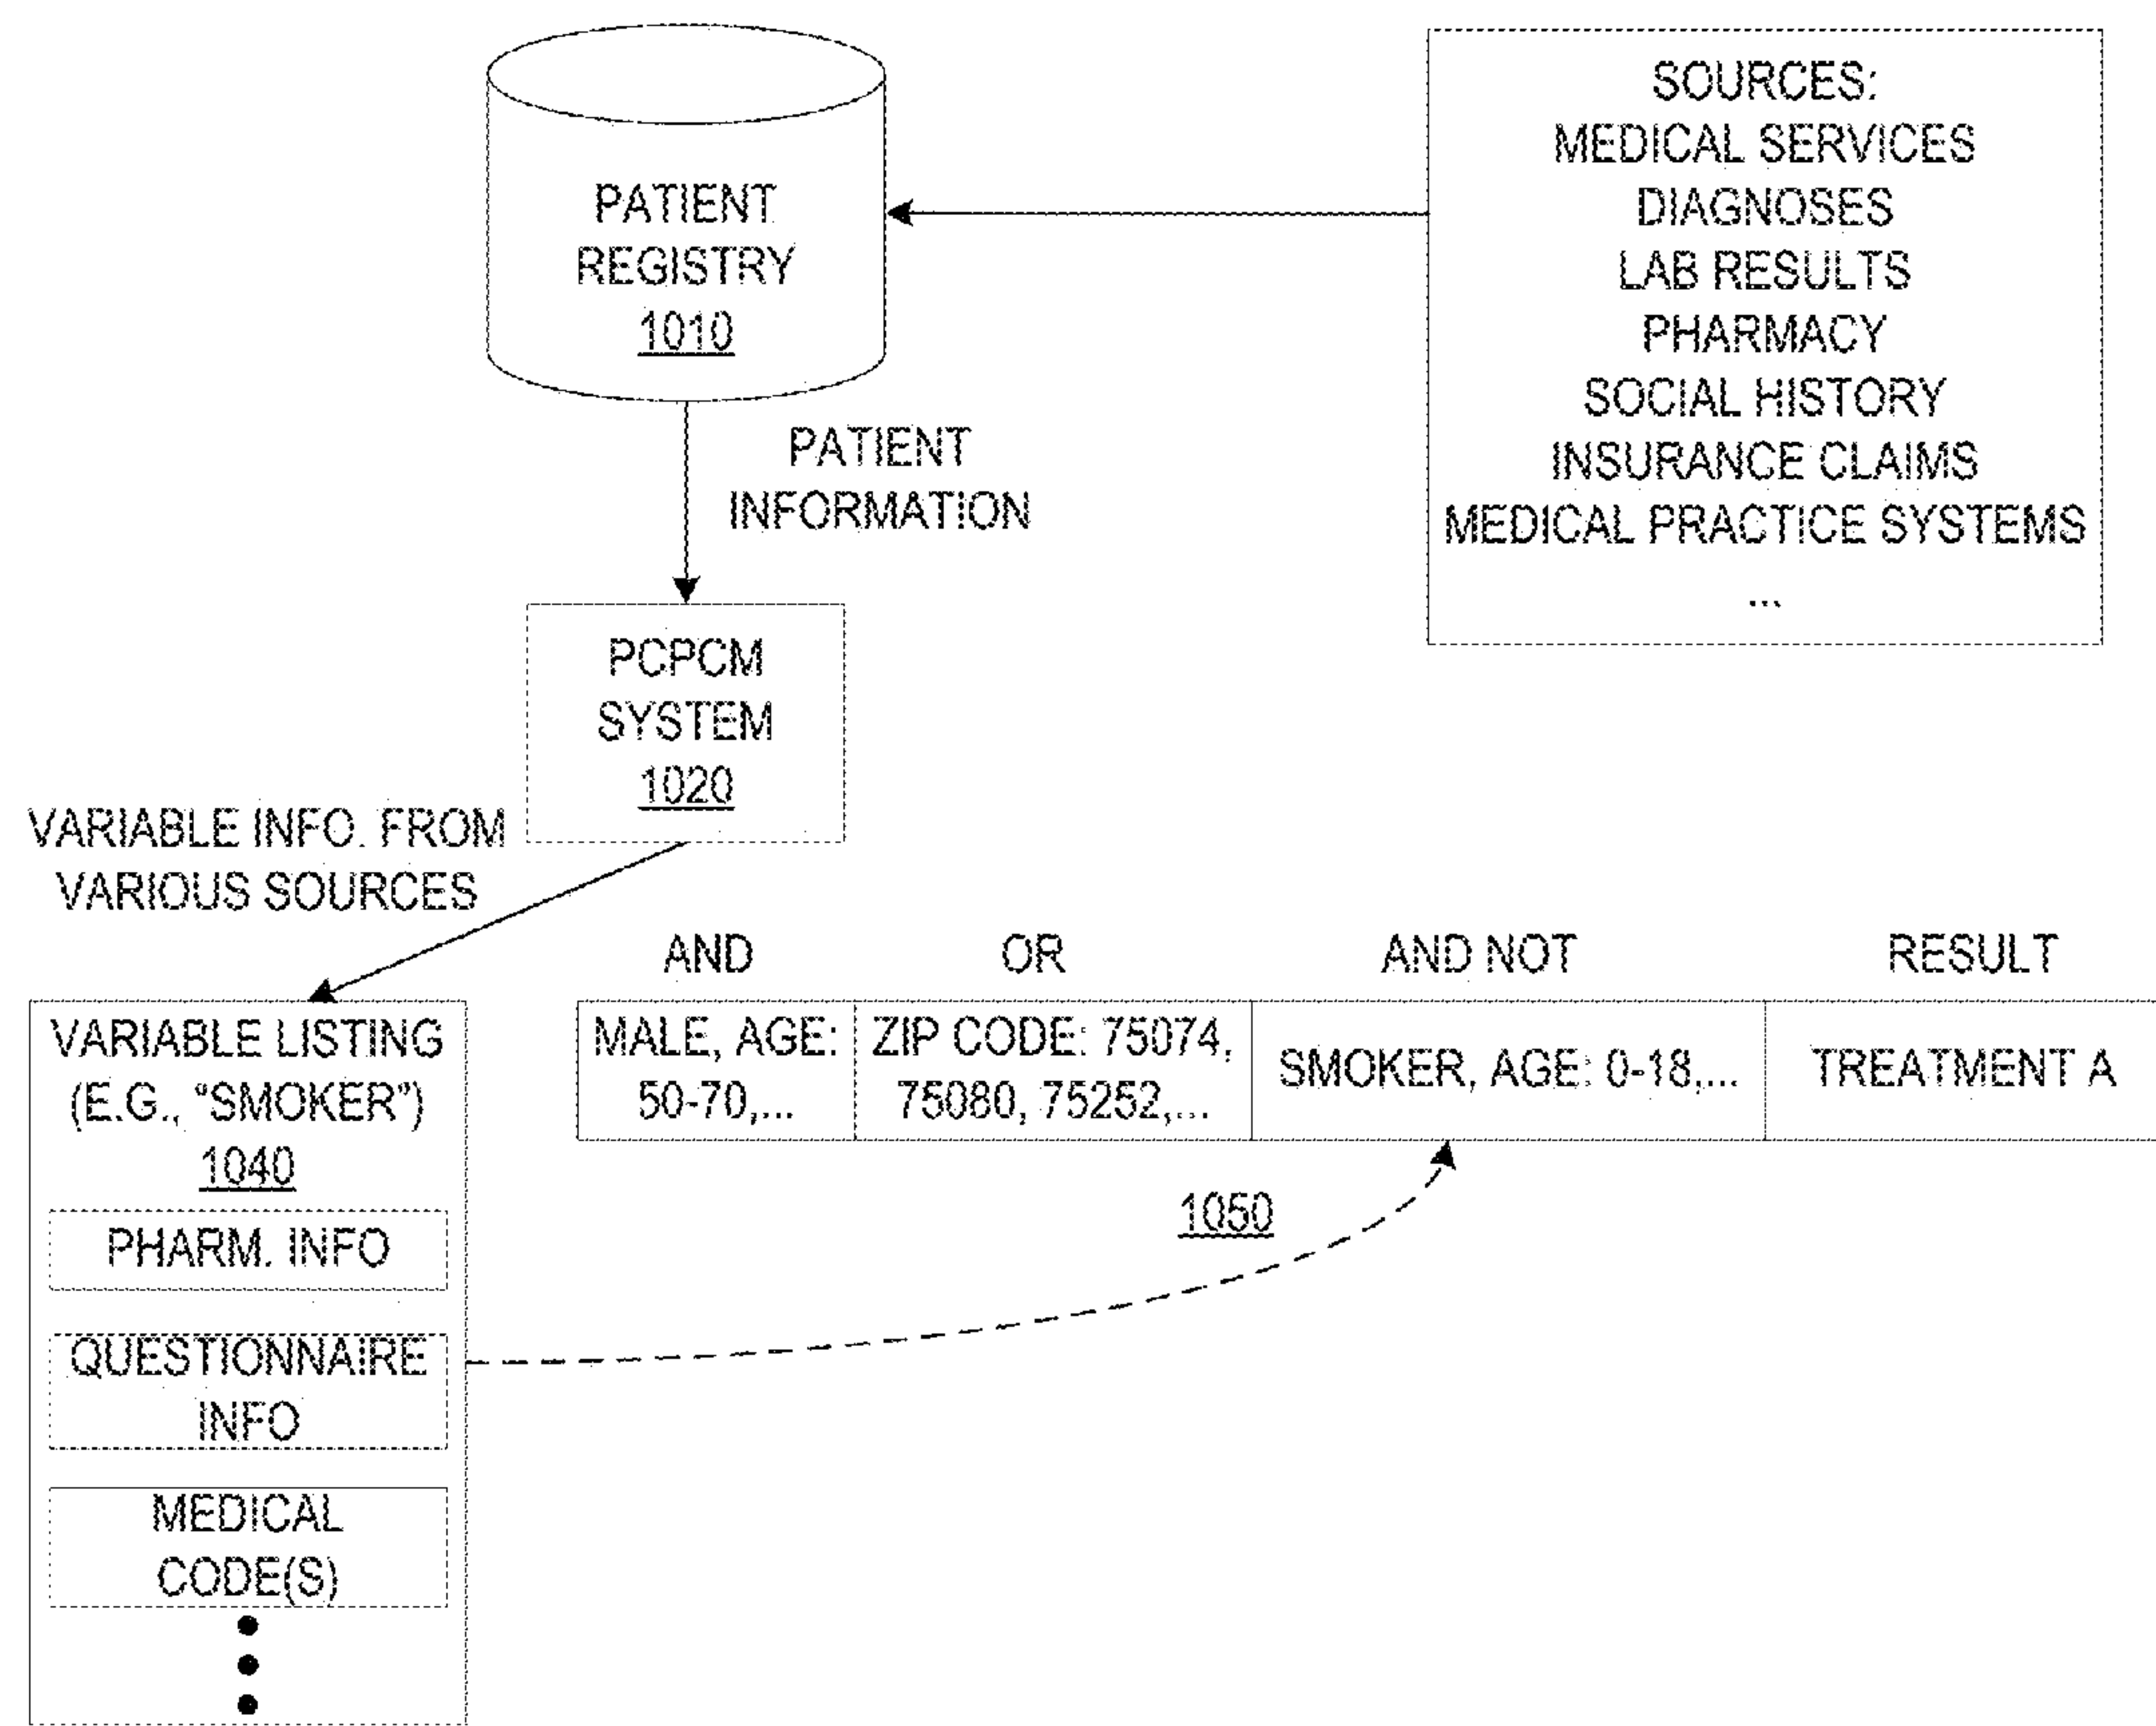 PATIENT
REGISTRY
1010
SOURCES:
MEDICAL SERVICES
DIAGNOSES
LAB RESULTS
PHARMACY
SOCIAL HISTORY
INSURANCE CLAIMS
MEDICAL PRACTICE SYSTEMS
...
PATIENT
INFORMATION
PCPCM
SYSTEM
1020
VARIABLE INFO. FROM
VARIOUS SOURCES
VARIABLE LISTING
(E.G., “SMOKER”)
1040
PHARM. INFO
QUESTIONNAIRE
INFO
MEDICAL
CODE(S)
AND
OR
AND NOT
RESULT
MALE, AGE:
50-70,...
ZIP CODE: 75074,
75080, 75252,...
SMOKER, AGE: 0-18,...
TREATMENT A
1050